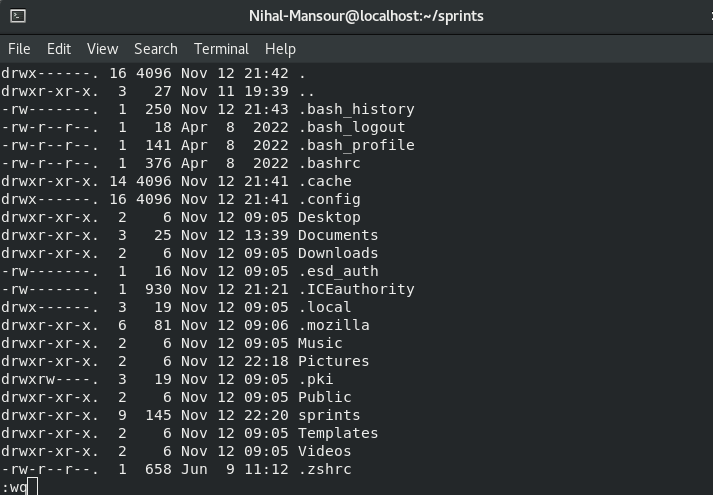 Nihal-Mansour@localhost:~/sprints
File Edit View Search Terminal Help
drwx------. 16 4096 Nov 12 21:42 .
drwxr-xr-x.  3   27 Nov 11 19:39 ..
-rw-------.  1  250 Nov 12 21:43 .bash_history
-rw-r--r--.  1   18 Apr  8  2022 .bash_logout
-rw-r--r--.  1  141 Apr  8  2022 .bash_profile
-rw-r--r--.  1  376 Apr  8  2022 .bashrc
drwxr-xr-x. 14 4096 Nov 12 21:41 .cache
drwx------. 16 4096 Nov 12 21:41 .config
drwxr-xr-x.  2    6 Nov 12 09:05 Desktop
drwxr-xr-x.  3   25 Nov 12 13:39 Documents
drwxr-xr-x.  2    6 Nov 12 09:05 Downloads
-rw-------.  1   16 Nov 12 09:05 .esd_auth
-rw-------.  1  930 Nov 12 21:21 .ICEauthority
drwx------.  3   19 Nov 12 09:05 .local
drwxr-xr-x.  6   81 Nov 12 09:06 .mozilla
drwxr-xr-x.  2    6 Nov 12 09:05 Music
drwxr-xr-x.  2    6 Nov 12 22:18 Pictures
drwxrw----.  3   19 Nov 12 09:05 .pki
drwxr-xr-x.  2    6 Nov 12 09:05 Public
drwxr-xr-x.  9  145 Nov 12 22:20 sprints
drwxr-xr-x.  2    6 Nov 12 09:05 Templates
drwxr-xr-x.  2    6 Nov 12 09:05 Videos
-rw-r--r--.  1  658 Jun  9 11:12 .zshrc
:wq